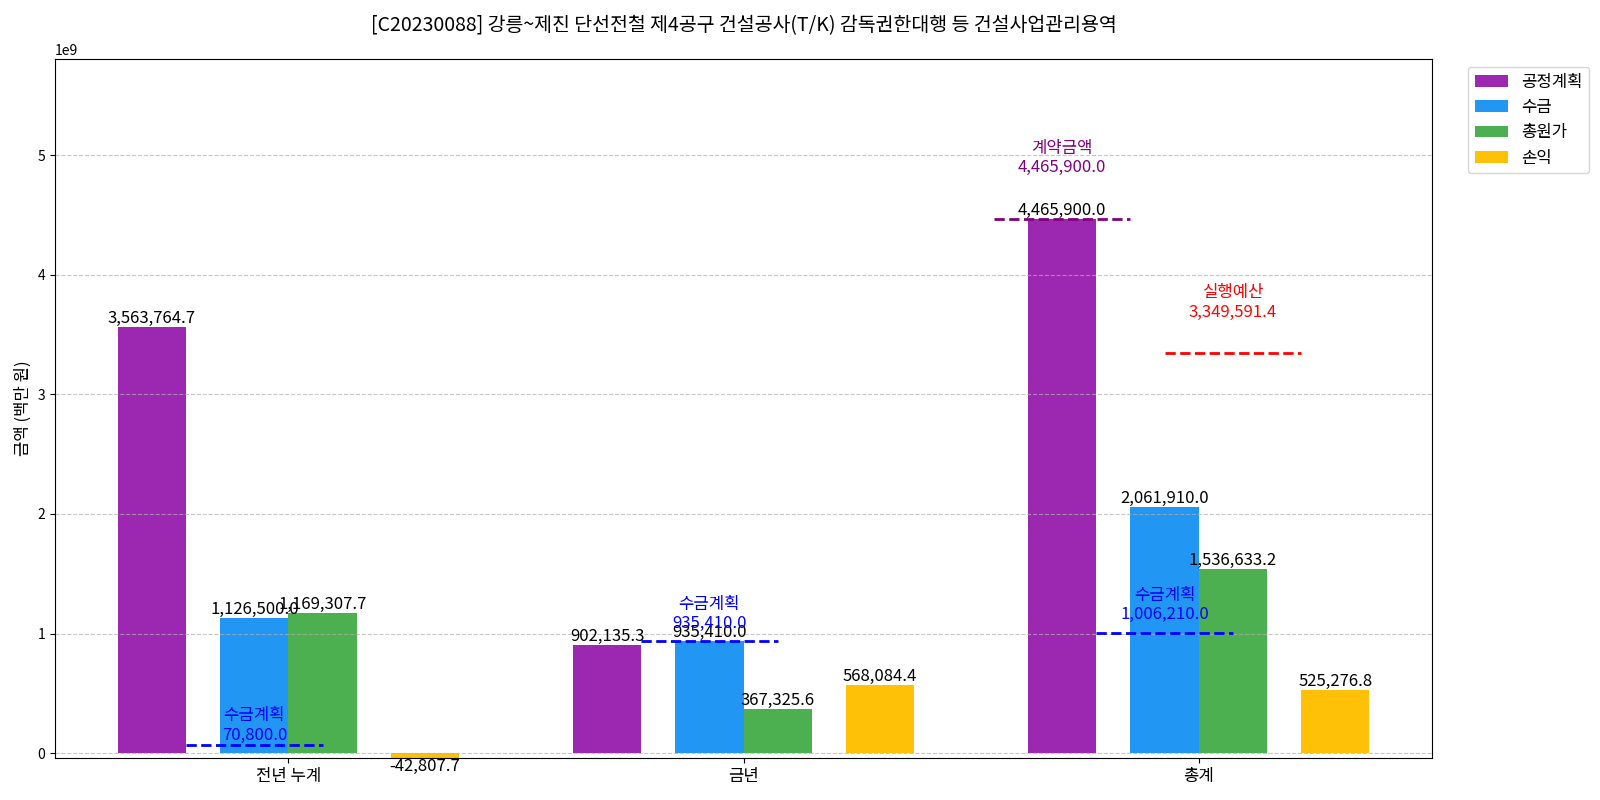 [C20230088] 강릉~제진 단선전철 제4공구 건설공사(T/K) 감독권한대행 등 건설사업관리용역
1e9
공정계획
수금
총원가
손익
금액 (백만 원)
5
4
3
2
1
0
3,563,764.7
1,126,500.0
1,169,307.7
수금계획
70,800.0
-42,807.7
902,135.3
수금계획
935,410.0
935,410.0
367,325.6
568,084.4
계약금액
4,465,900.0
4,465,900.0
실행예산
3,349,591.4
2,061,910.0
1,536,633.2
수금계획
1,006,210.0
525,276.8
전년 누계
금년
총계